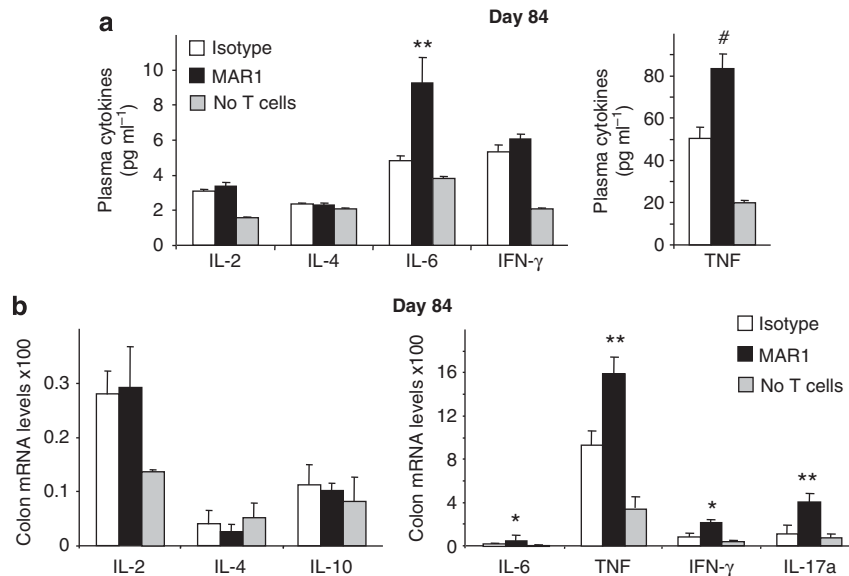 a
Day 84
Isotype
MAR1
No T cells
Plasma cytokines
(pg ml⁻¹)
10
8
6
4
2
0
**
IL-2 IL-4 IL-6 IFN-γ
Plasma cytokines
(pg ml⁻¹)
80
60
40
20
0
#
TNF
b
Day 84
Colon mRNA levels x100
0.3
0.2
0.1
0
IL-2 IL-4 IL-10
Colon mRNA levels x100
16
12
8
4
0
Isotype
MAR1
No T cells
* ** * **
IL-6 TNF IFN-γ IL-17a